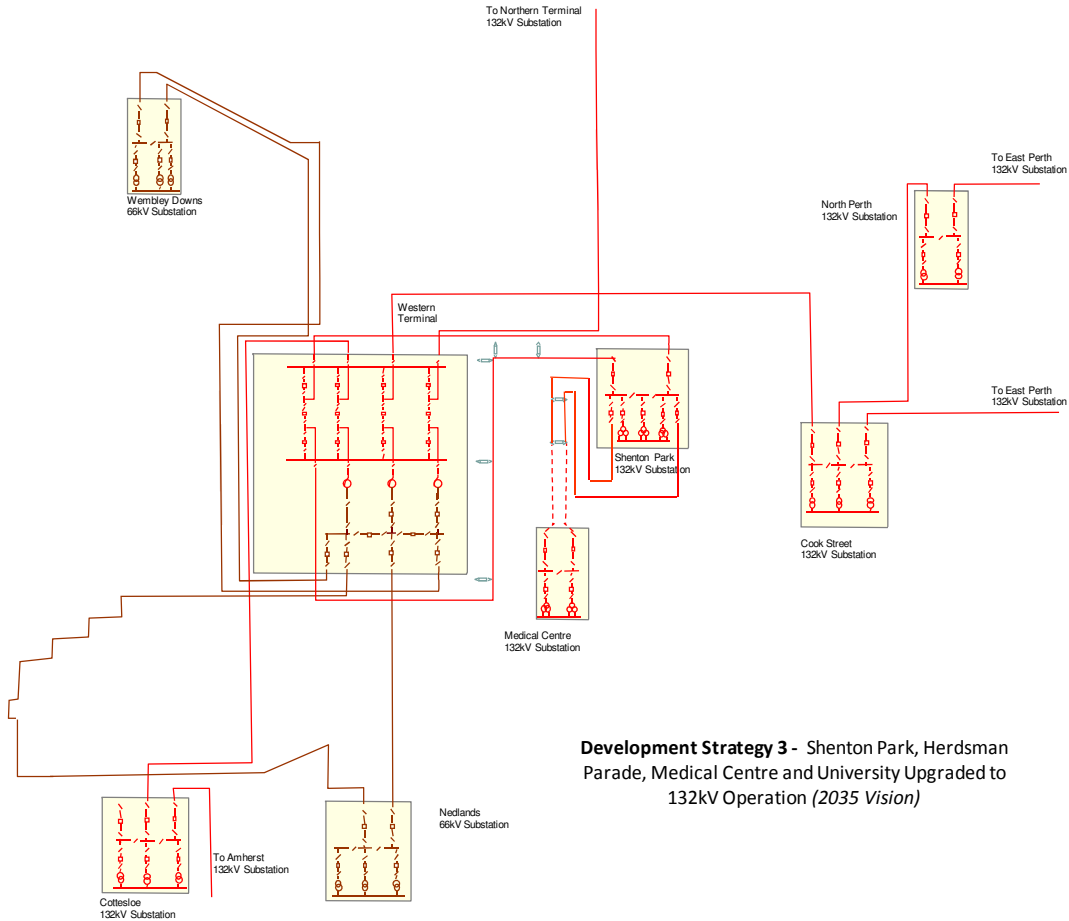 To Northern Terminal
132kV Substation
Wembley Downs
66kV Substation
To East Perth
132kV Substation
North Perth
132kV Substation
Western
Terminal
To East Perth
132kV Substation
Shenton Park
132kV Substation
Cook Street
132kV Substation
Medical Centre
132kV Substation
Development Strategy 3 - Shenton Park, Herdsman
Parade, Medical Centre and University Upgraded to
132kV Operation (2035 Vision)
Nedlands
66kV Substation
To Amherst
132kV Substation
Cottesloe
132kV Substation